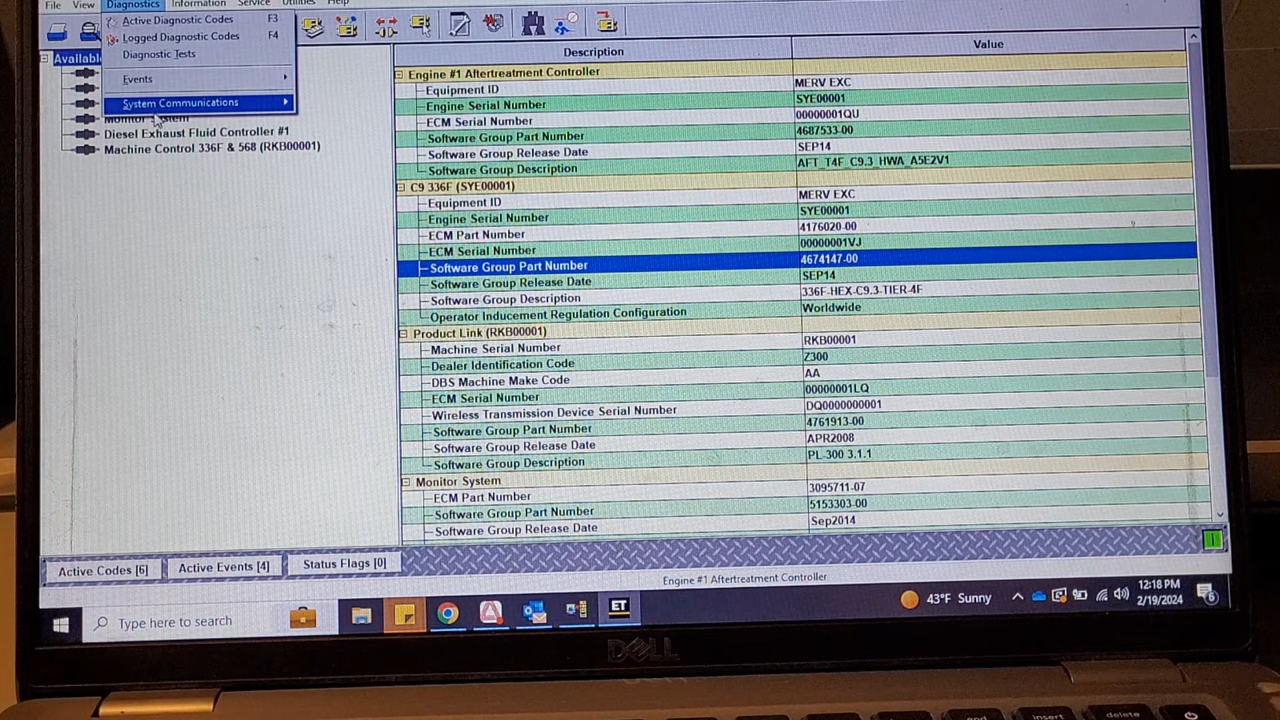 File View Diagnostics Information Service Utilities Help
Active Diagnostic Codes F3
Logged Diagnostic Codes F4
Diagnostic Tests
Events
System Communications
Availabl
Monitor System
Diesel Exhaust Fluid Controller #1
Machine Control 336F & 568 (RKB00001)
Description Value
Engine #1 Aftertreatment Controller
Equipment ID MERV EXC
Engine Serial Number SYE00001
ECM Serial Number 00000001QU
Software Group Part Number 4687533-00
Software Group Release Date SEP14
Software Group Description AFT_T4F_C9.3_HWA_A5E2V1
C9 336F (SYE00001)
Equipment ID MERV EXC
Engine Serial Number SYE00001
ECM Part Number 4176020-00
ECM Serial Number 00000001VJ
Software Group Part Number 4674147-00
Software Group Release Date SEP14
Software Group Description 336F-HEX-C9.3-TIER-4F
Operator Inducement Regulation Configuration Worldwide
Product Link (RKB00001)
Machine Serial Number RKB00001
Dealer Identification Code Z300
DBS Machine Make Code AA
ECM Serial Number 00000001LQ
Wireless Transmission Device Serial Number DQ0000000001
Software Group Part Number 4761913-00
Software Group Release Date APR2008
Software Group Description PL-300 3.1.1
Monitor System
ECM Part Number 3095711-07
Software Group Part Number 5153303-00
Software Group Release Date Sep2014
Active Codes [6] Active Events [4] Status Flags [0]
Engine #1 Aftertreatment Controller
Type here to search
ET
43°F Sunny
12:18 PM
2/19/2024
6
DELL
end insert delete